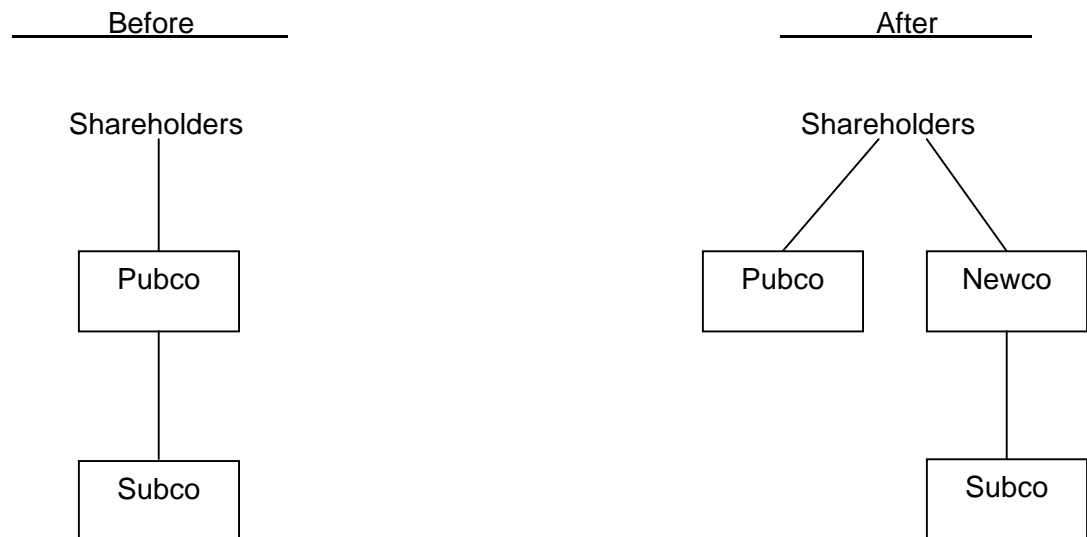 Before
After
Shareholders
Shareholders
Pubco
Pubco
Newco
Subco
Subco